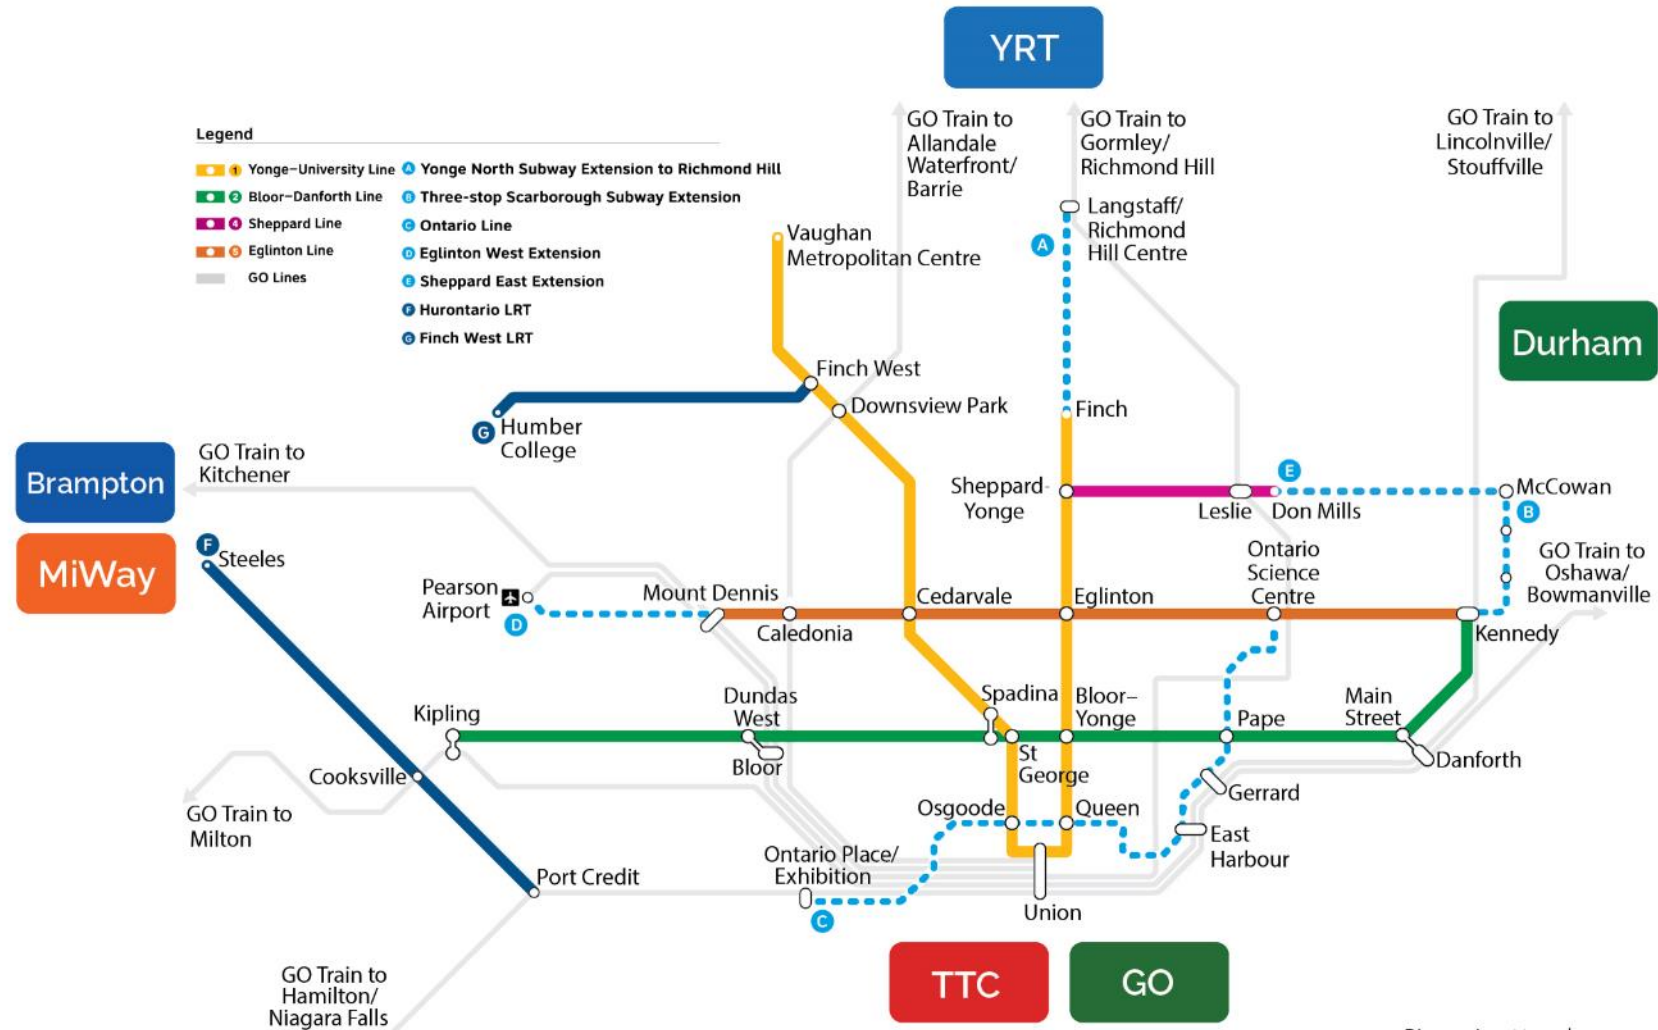 YRT
GO Train to
Allandale
Waterfront/
Barrie
GO Train to
Gormley/
Richmond Hill
GO Train to
Lincolnville/
Stouffville
Legend
1 Yonge–University Line
2 Bloor–Danforth Line
4 Sheppard Line
5 Eglinton Line
GO Lines
A Yonge North Subway Extension to Richmond Hill
B Three-stop Scarborough Subway Extension
C Ontario Line
D Eglinton West Extension
E Sheppard East Extension
F Hurontario LRT
G Finch West LRT
Vaughan
Metropolitan Centre
A
Langstaff/
Richmond
Hill Centre
Durham
Finch West
Downsview Park
Finch
G
Humber
College
Brampton
GO Train to
Kitchener
Sheppard-
Yonge
Leslie
Don Mills
E
McCowan
B
MiWay
F
Steeles
Pearson
Airport
D
Mount Dennis
Caledonia
Cedarvale
Eglinton
Ontario
Science
Centre
GO Train to
Oshawa/
Bowmanville
Kennedy
Kipling
Dundas
West
Bloor
Spadina
St
George
Bloor–
Yonge
Pape
Main
Street
Danforth
Cooksville
GO Train to
Milton
Osgoode
Queen
Gerrard
East
Harbour
Port Credit
Ontario Place/
Exhibition
C
Union
GO Train to
Hamilton/
Niagara Falls
TTC
GO